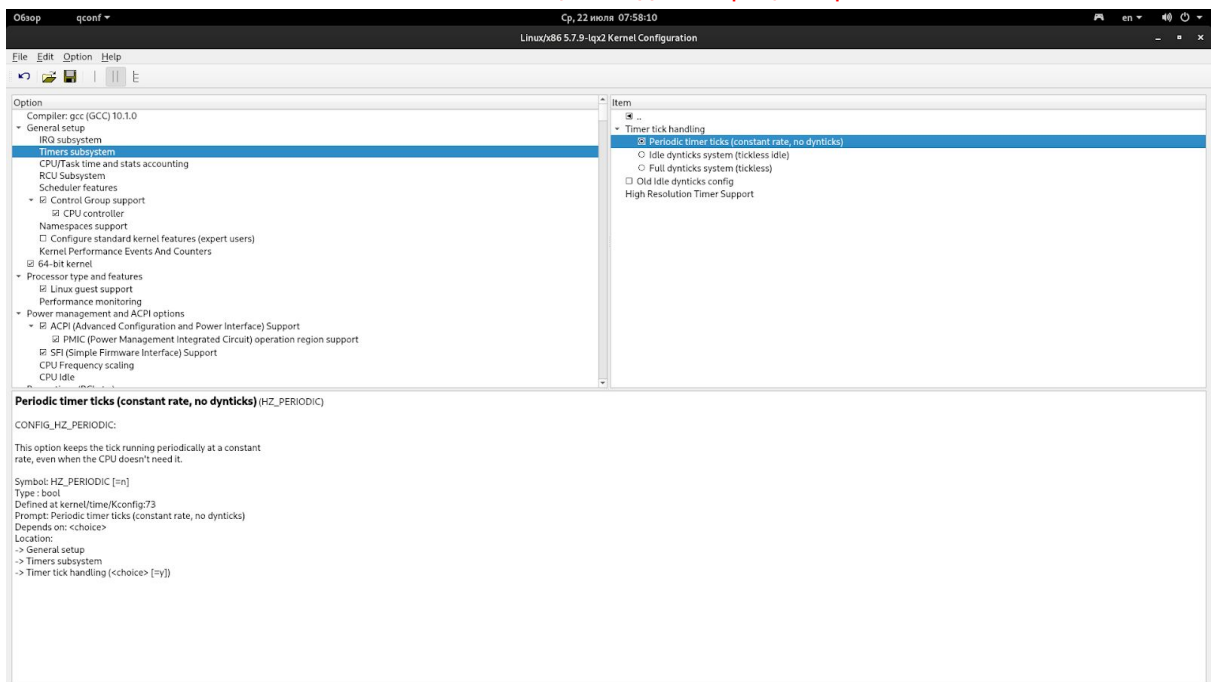 Обзор qconf Ср, 22 июля 07:58:10 en
Linux/x86 5.7.9-lqx2 Kernel Configuration
File Edit Option Help
Option
Compiler: gcc (GCC) 10.1.0
General setup
IRQ subsystem
Timers subsystem
CPU/Task time and stats accounting
RCU Subsystem
Scheduler features
Control Group support
CPU controller
Namespaces support
Configure standard kernel features (expert users)
Kernel Performance Events And Counters
64-bit kernel
Processor type and features
Linux guest support
Performance monitoring
Power management and ACPI options
ACPI (Advanced Configuration and Power Interface) Support
PMIC (Power Management Integrated Circuit) operation region support
SFI (Simple Firmware Interface) Support
CPU Frequency scaling
CPU Idle
Item
..
Timer tick handling
Periodic timer ticks (constant rate, no dynticks)
Idle dynticks system (tickless idle)
Full dynticks system (tickless)
Old Idle dynticks config
High Resolution Timer Support
Periodic timer ticks (constant rate, no dynticks) (HZ_PERIODIC)
CONFIG_HZ_PERIODIC:
This option keeps the tick running periodically at a constant
rate, even when the CPU doesn't need it.
Symbol: HZ_PERIODIC [=n]
Type : bool
Defined at kernel/time/Kconfig:73
Prompt: Periodic timer ticks (constant rate, no dynticks)
Depends on: <choice>
Location:
-> General setup
-> Timers subsystem
-> Timer tick handling (<choice> [=y])